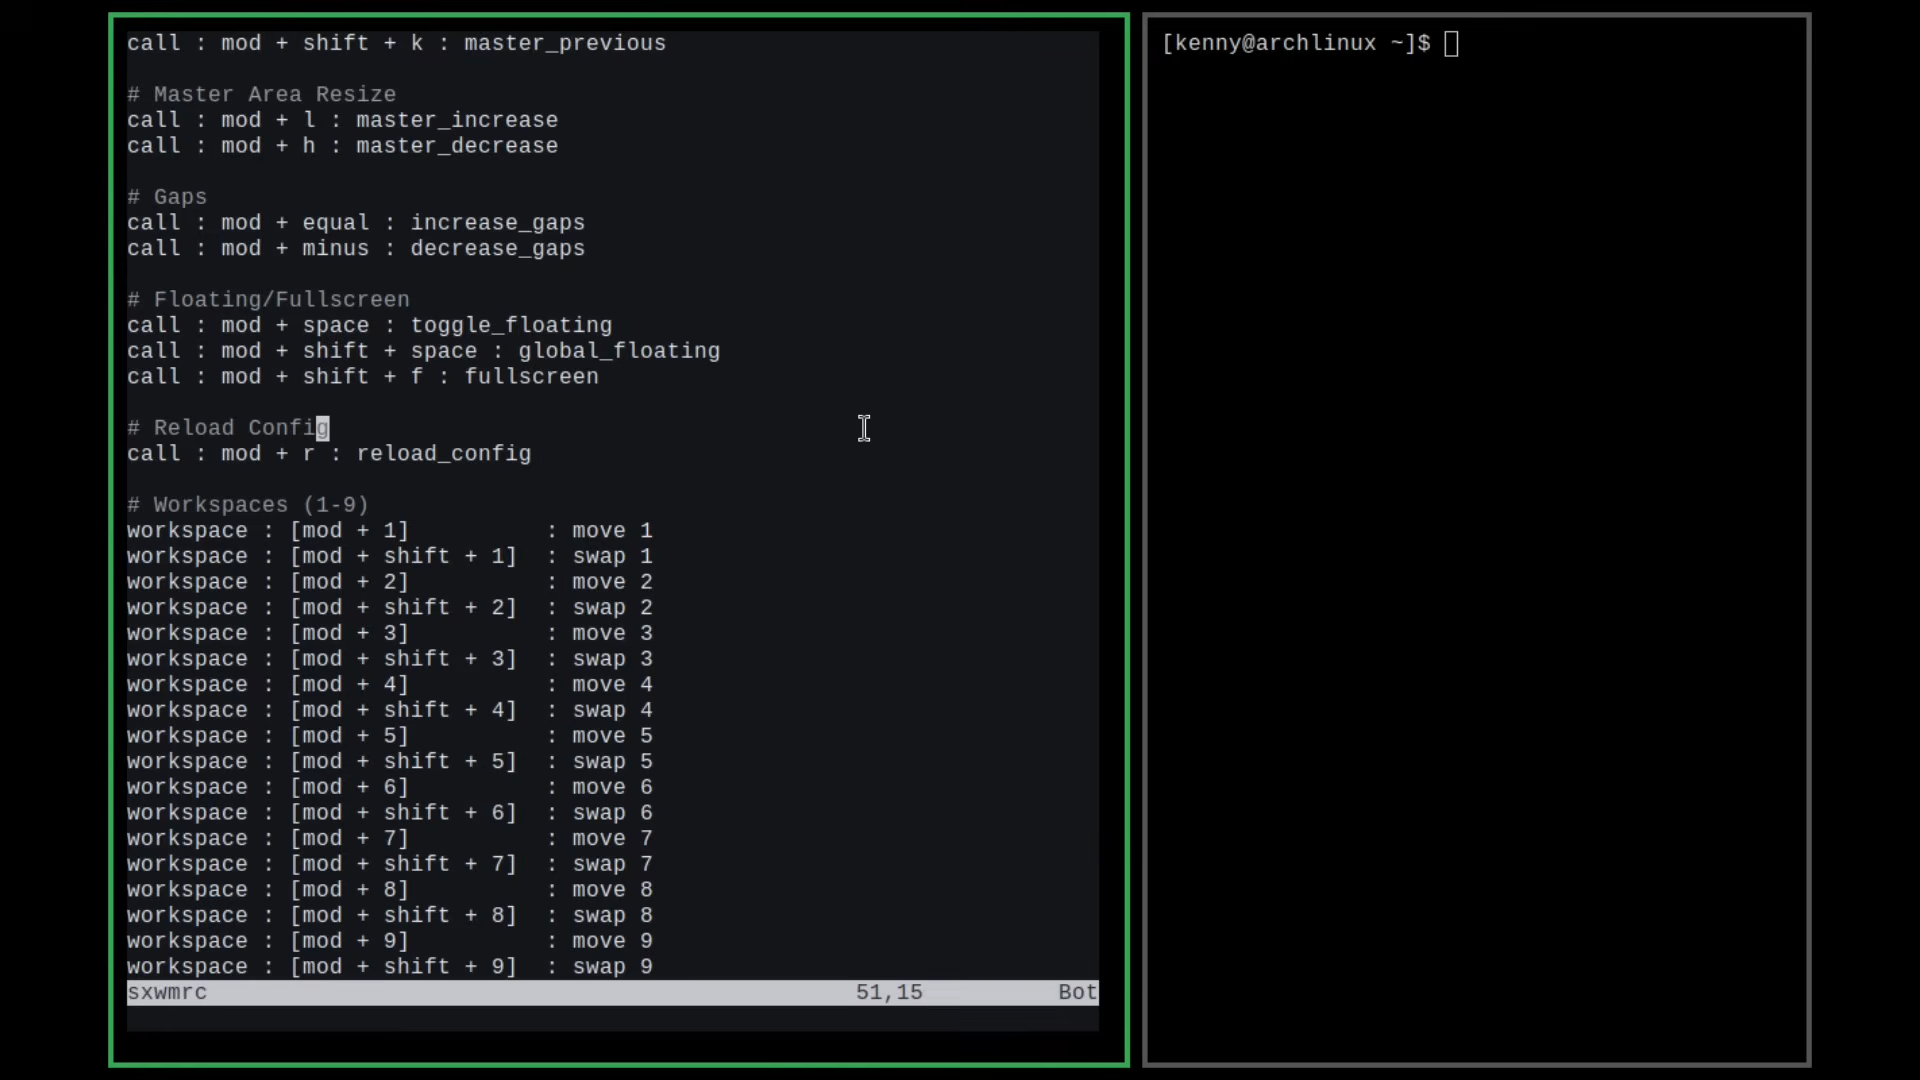 call : mod + shift + k : master_previous
# Master Area Resize
call : mod + l : master_increase
call : mod + h : master_decrease
# Gaps
call : mod + equal : increase_gaps
call : mod + minus : decrease_gaps
# Floating/Fullscreen
call : mod + space : toggle_floating
call : mod + shift + space : global_floating
call : mod + shift + f : fullscreen
# Reload Config
call : mod + r : reload_config
# Workspaces (1-9)
workspace : [mod + 1]          : move 1
workspace : [mod + shift + 1]  : swap 1
workspace : [mod + 2]          : move 2
workspace : [mod + shift + 2]  : swap 2
workspace : [mod + 3]          : move 3
workspace : [mod + shift + 3]  : swap 3
workspace : [mod + 4]          : move 4
workspace : [mod + shift + 4]  : swap 4
workspace : [mod + 5]          : move 5
workspace : [mod + shift + 5]  : swap 5
workspace : [mod + 6]          : move 6
workspace : [mod + shift + 6]  : swap 6
workspace : [mod + 7]          : move 7
workspace : [mod + shift + 7]  : swap 7
workspace : [mod + 8]          : move 8
workspace : [mod + shift + 8]  : swap 8
workspace : [mod + 9]          : move 9
workspace : [mod + shift + 9]  : swap 9
sxwmrc 51,15 Bot
[kenny@archlinux ~]$